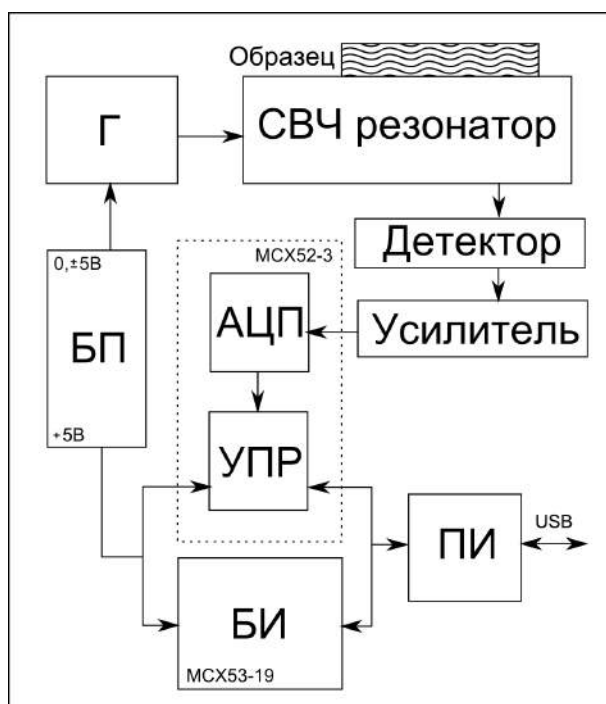 Образец
Г
СВЧ резонатор
Детектор
Усилитель
МСХ52-3
АЦП
УПР
0,±5В
БП
+5В
ПИ
USB
БИ
МСХ53-19